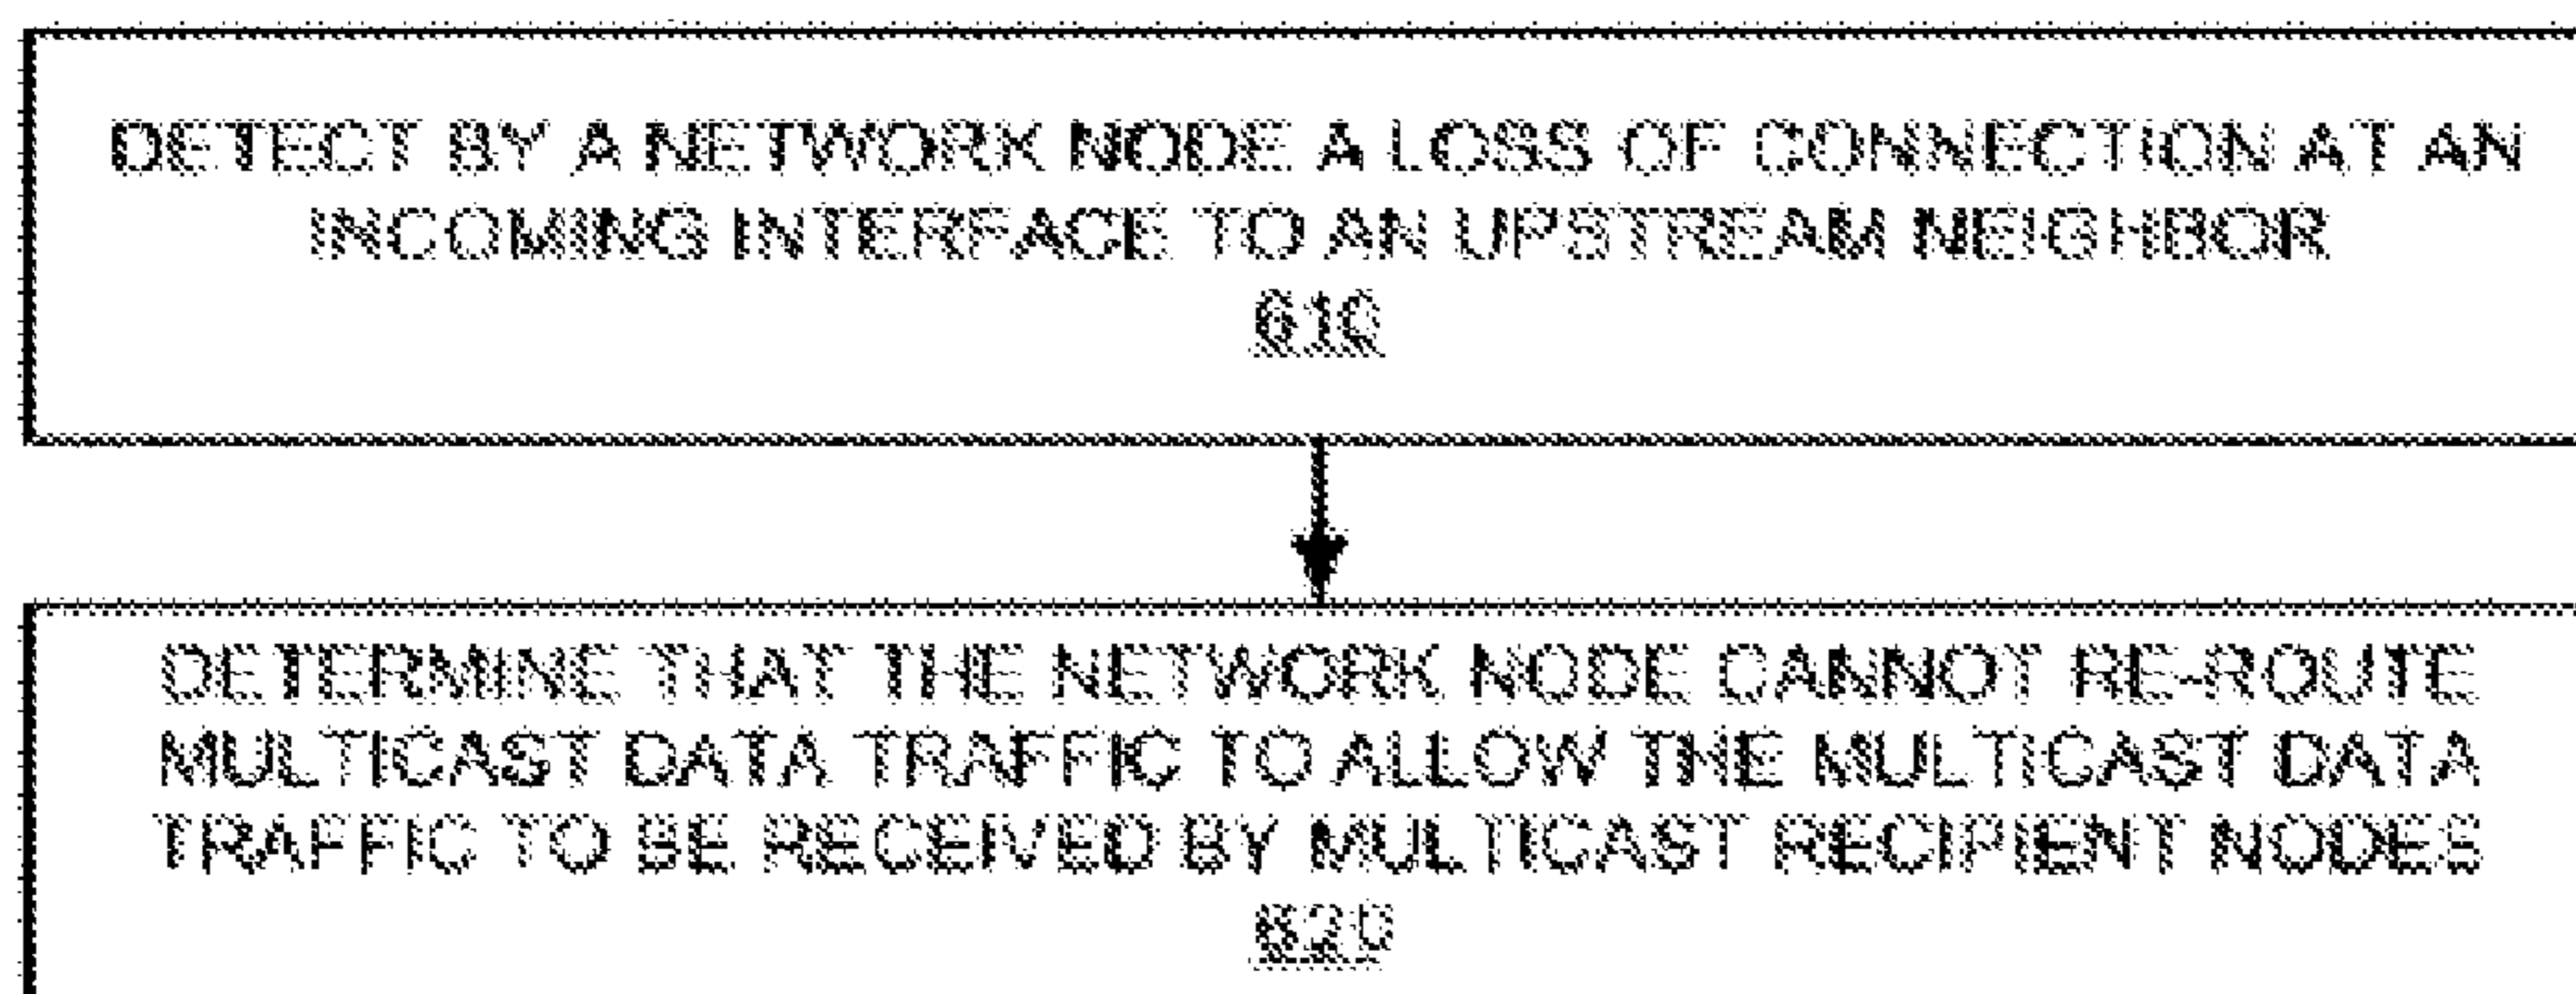 DETECT BY A NETWORK NODE A LOSS OF CONNECTION AT AN
INCOMING INTERFACE TO AN UPSTREAM NEIGHBOR
610
DETERMINE THAT THE NETWORK NODE CANNOT RE-ROUTE
MULTICAST DATA TRAFFIC TO ALLOW THE MULTICAST DATA
TRAFFIC TO BE RECEIVED BY MULTICAST RECIPIENT NODES
620